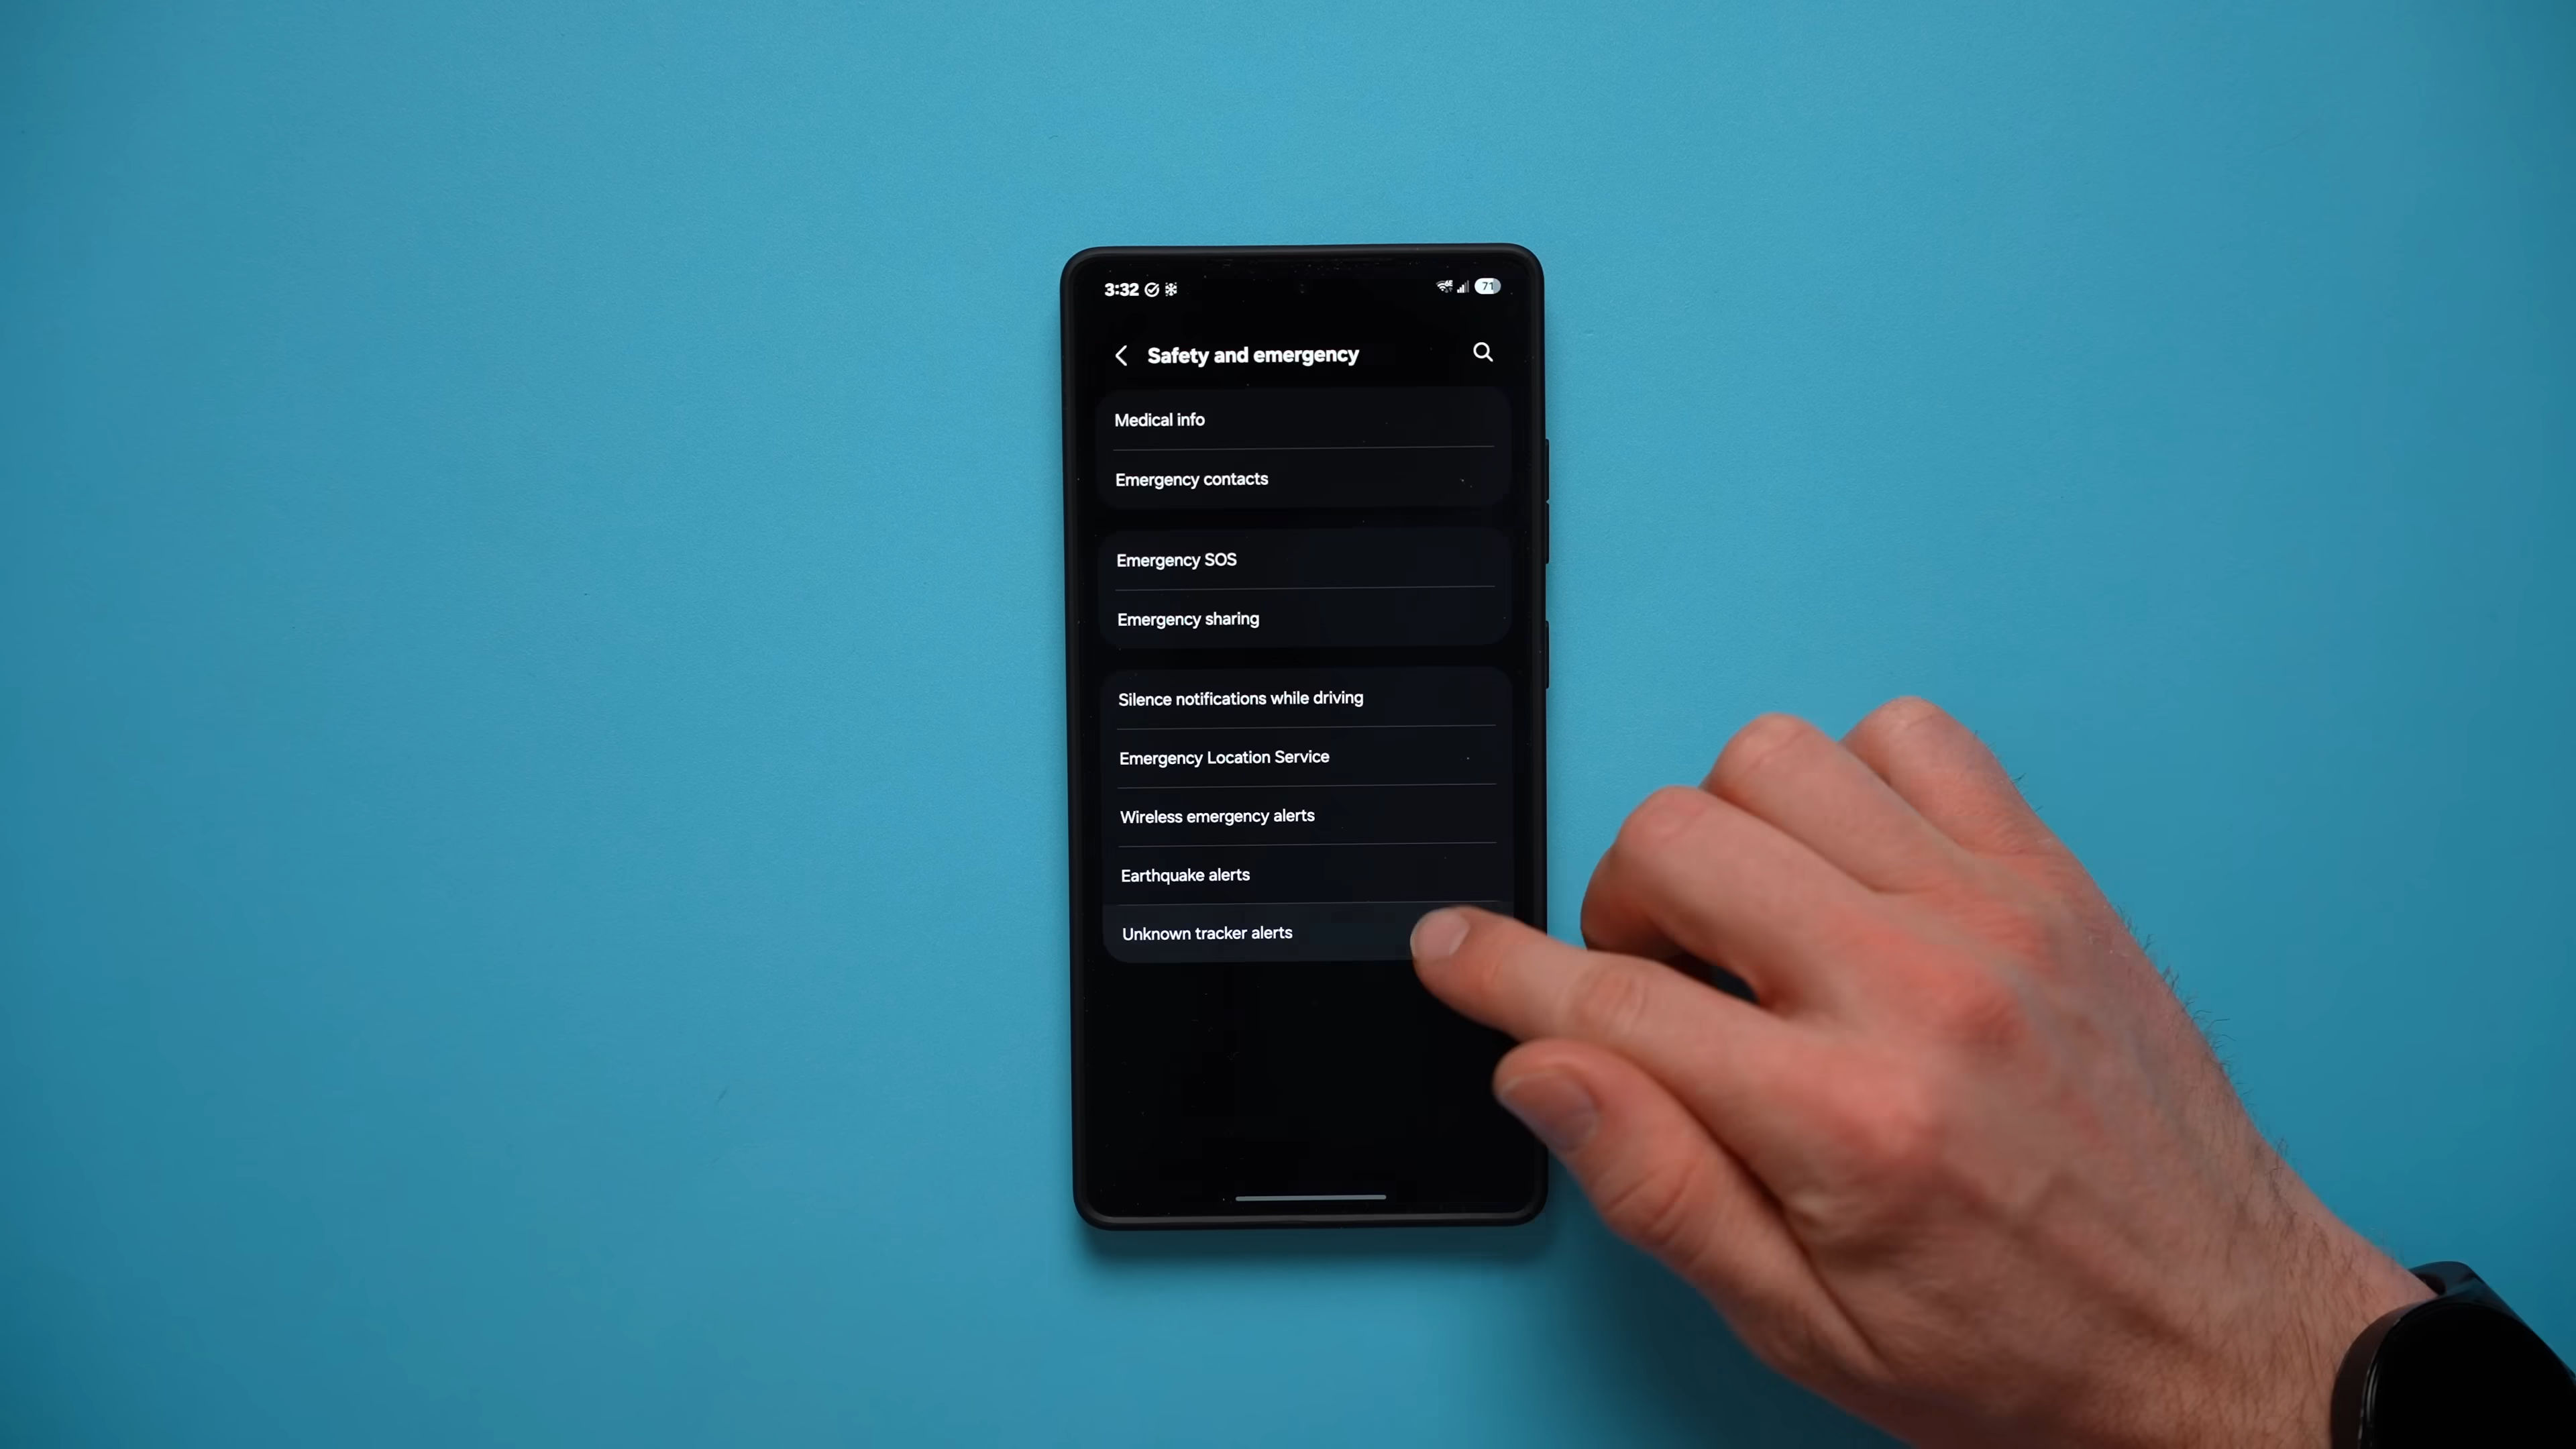 3:32
71
Safety and emergency
Medical info
Emergency contacts
Emergency SOS
Emergency sharing
Silence notifications while driving
Emergency Location Service
Wireless emergency alerts
Earthquake alerts
Unknown tracker alerts